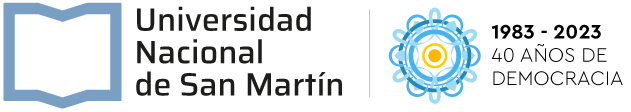 Universidad
Nacional
de San Martín
1983 - 2023
40 AÑOS DE
DEMOCRACIA